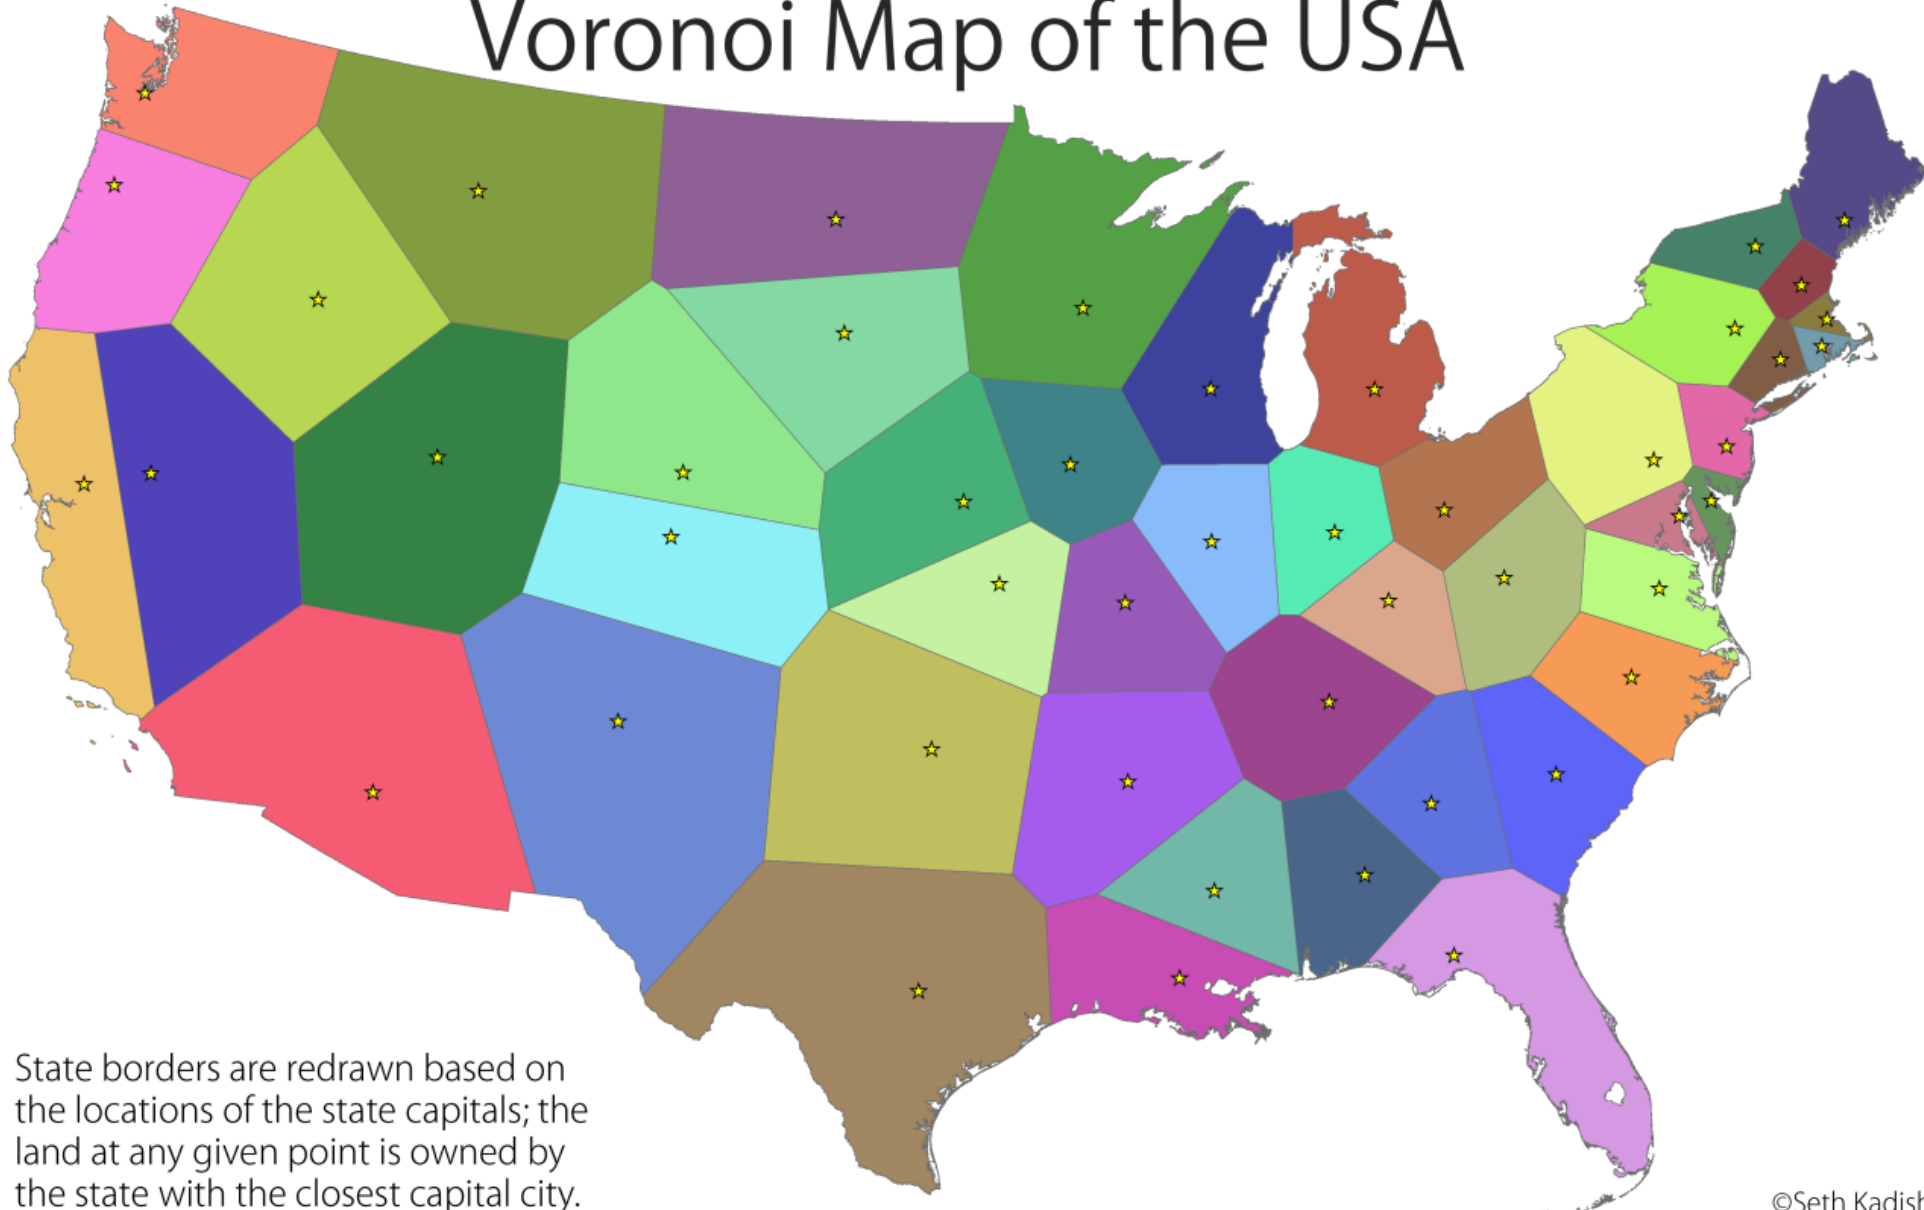 Voronoi Map of the USA
State borders are redrawn based on
the locations of the state capitals; the
land at any given point is owned by
the state with the closest capital city.
©Seth Kadish